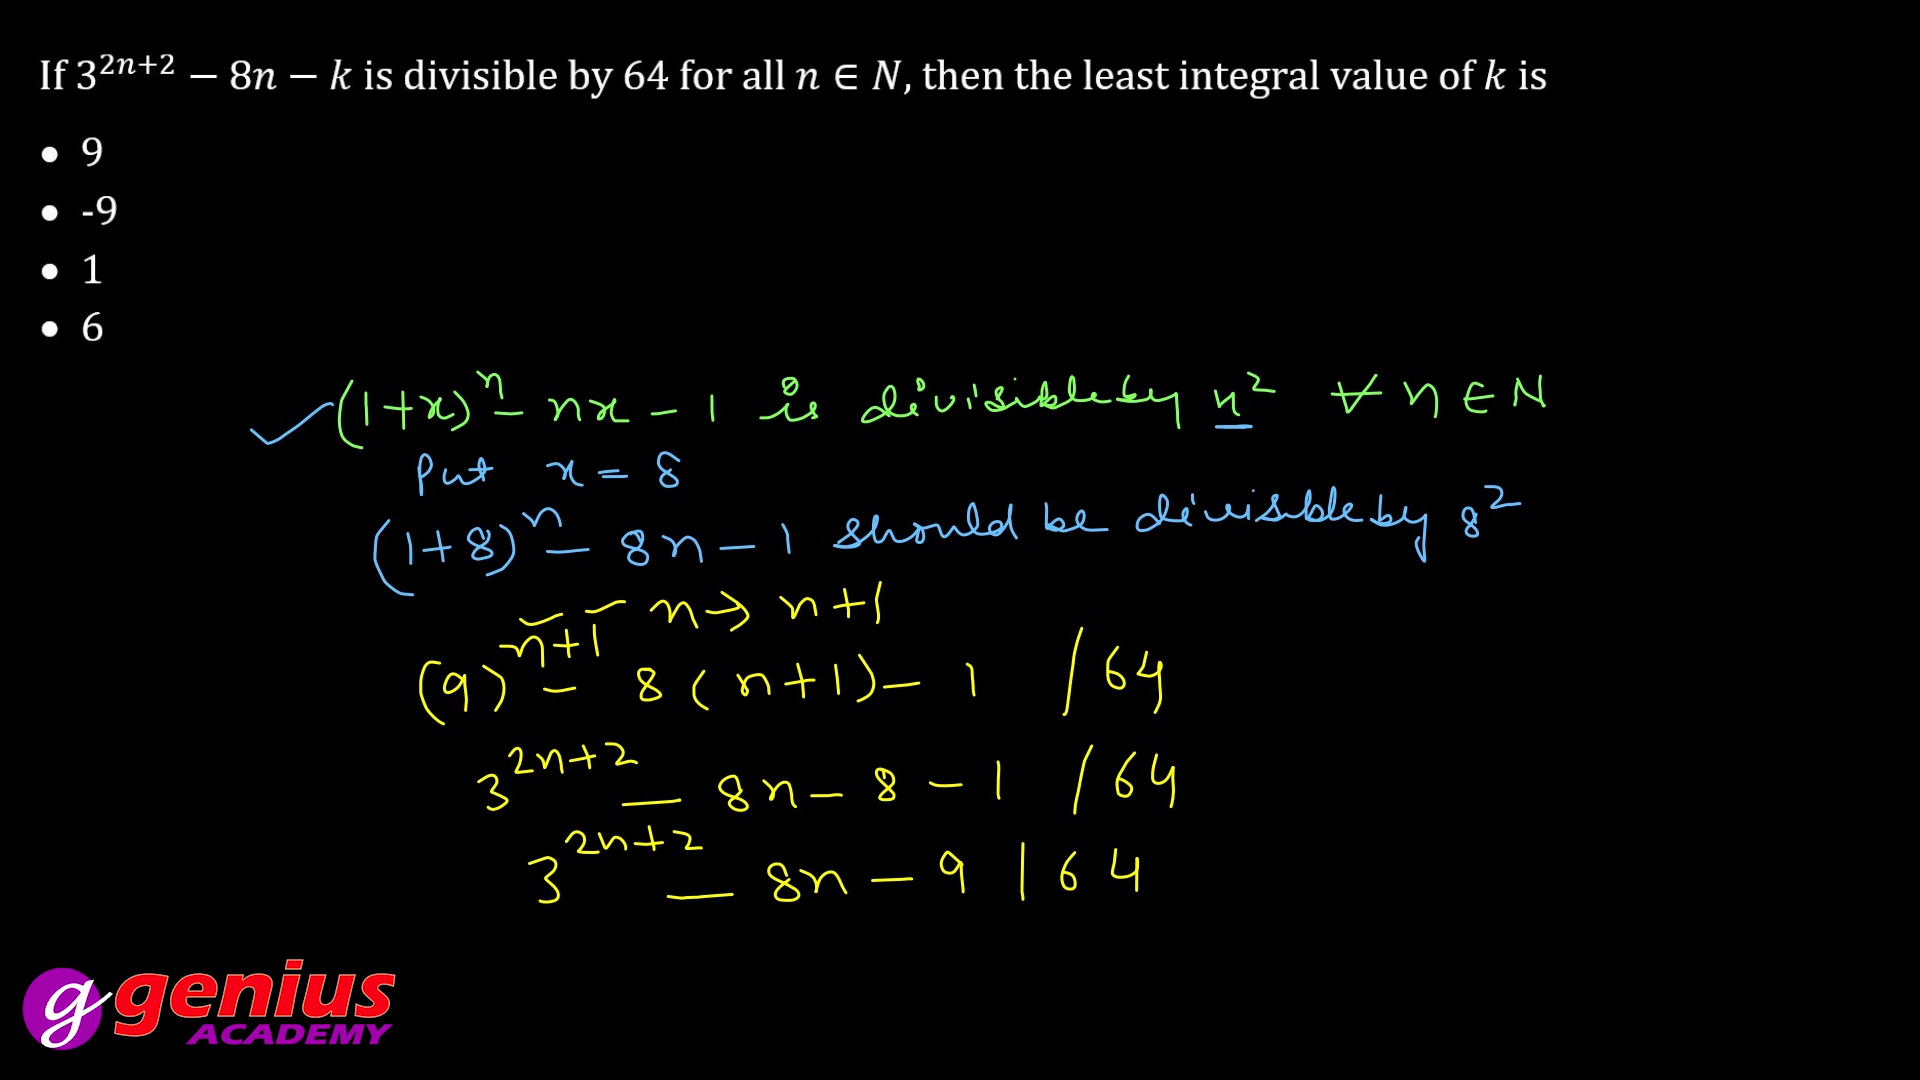 If 3^{2n+2} − 8n − k is divisible by 64 for all n ∈ N, then the least integral value of k is
• 9
• -9
• 1
• 6
(1+x)^n − nx − 1 is divisible by x² ∀ n ∈ N
Put x = 8
(1+8)^n − 8n − 1 should be divisible by 8²
n → n+1
(9)^{n+1} − 8(n+1) − 1 / 64
3^{2n+2} − 8n − 8 − 1 / 64
3^{2n+2} − 8n − 9 | 64
g genius
ACADEMY